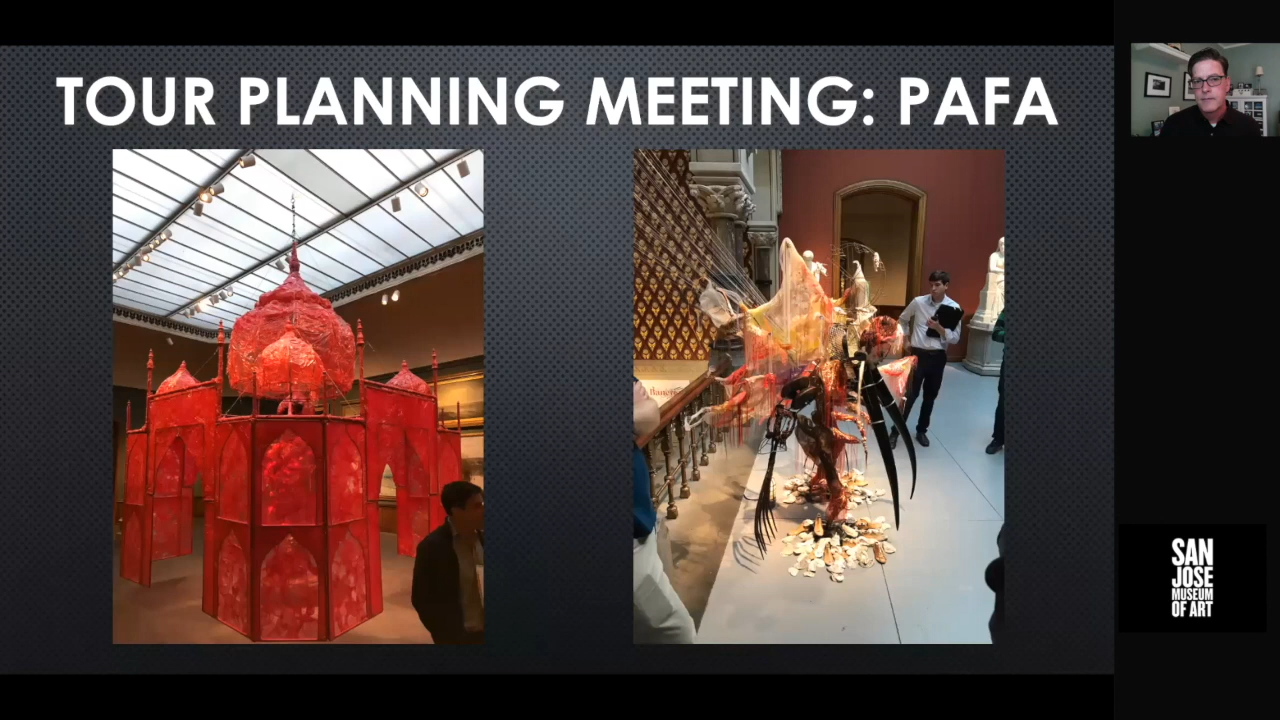 TOUR PLANNING MEETING: PAFA
SAN
JOSE
MUSEUM
OF ART